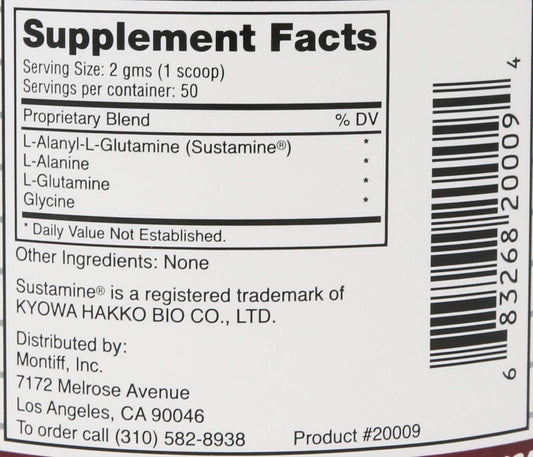 Supplement Facts
Serving Size: 2 gms (1 scoop)
Servings per container: 50
Proprietary Blend % DV
L-Alanyl-L-Glutamine (Sustamine®) *
L-Alanine *
L-Glutamine *
Glycine *
* Daily Value Not Established.
Other Ingredients: None
Sustamine® is a registered trademark of
KYOWA HAKKO BIO CO., LTD.
Distributed by:
Montiff, Inc.
7172 Melrose Avenue
Los Angeles, CA 90046
To order call (310) 582-8938 Product #20009
6 83268 20009 4